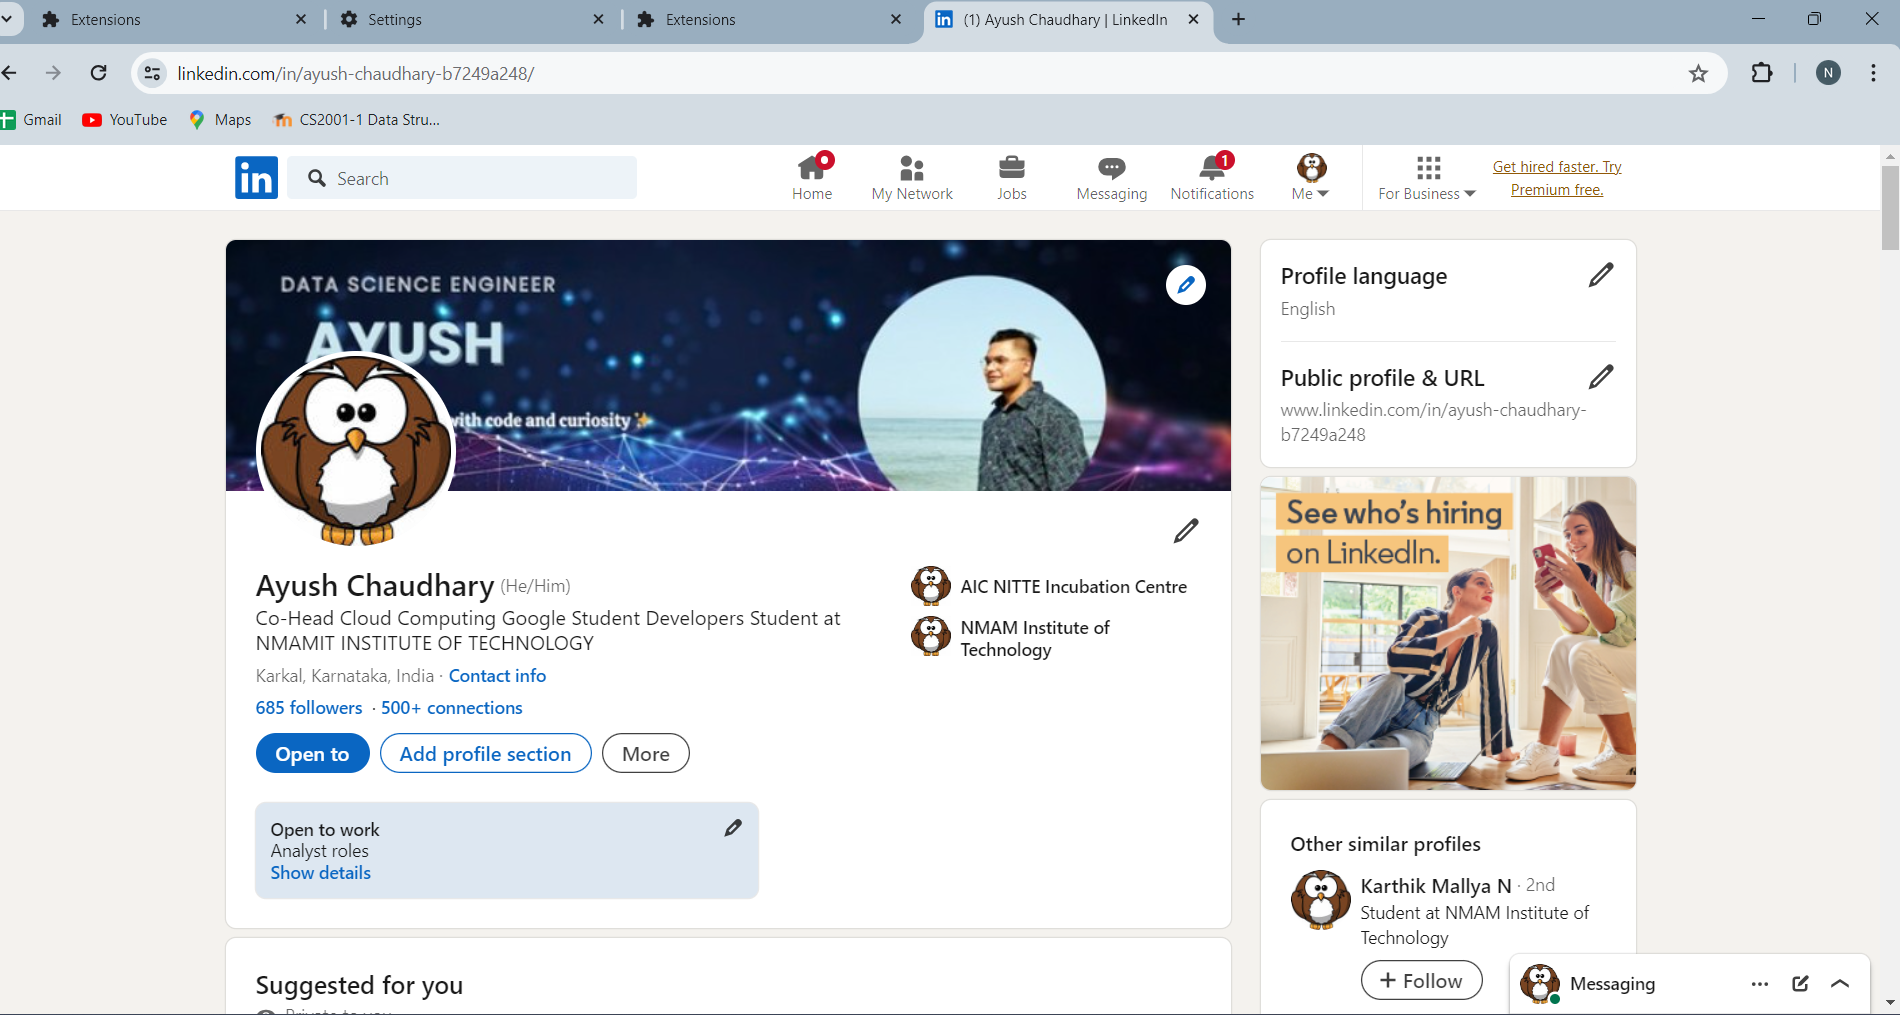 Extensions
Settings
Extensions
(1) Ayush Chaudhary | LinkedIn
linkedin.com/in/ayush-chaudhary-b7249a248/
N
Gmail
YouTube
Maps
CS2001-1 Data Stru...
in
Search
Home
My Network
Jobs
Messaging
1
Notifications
Me
For Business
Get hired faster. Try
Premium free.
DATA SCIENCE ENGINEER
AYUSH
with code and curiosity ✨
Ayush Chaudhary (He/Him)
Co-Head Cloud Computing Google Student Developers Student at
NMAMIT INSTITUTE OF TECHNOLOGY
Karkal, Karnataka, India · Contact info
685 followers · 500+ connections
Open to
Add profile section
More
AIC NITTE Incubation Centre
NMAM Institute of
Technology
Open to work
Analyst roles
Show details
Suggested for you
Private to you
Profile language
English
Public profile & URL
www.linkedin.com/in/ayush-chaudhary-
b7249a248
See who's hiring
on LinkedIn.
Other similar profiles
Karthik Mallya N · 2nd
Student at NMAM Institute of
Technology
+ Follow
Messaging